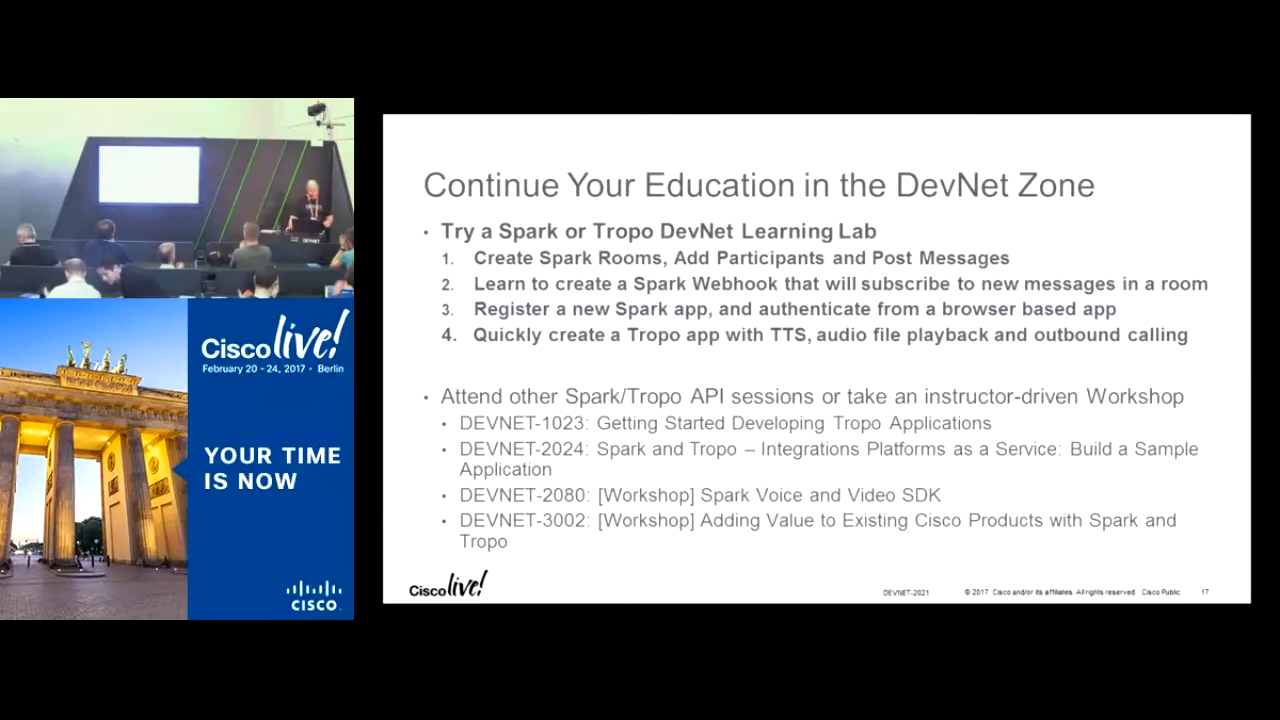 DEVNET
Cisco live!
February 20 - 24, 2017 • Berlin
YOUR TIME
IS NOW
CISCO
Continue Your Education in the DevNet Zone
• Try a Spark or Tropo DevNet Learning Lab
1. Create Spark Rooms, Add Participants and Post Messages
2. Learn to create a Spark Webhook that will subscribe to new messages in a room
3. Register a new Spark app, and authenticate from a browser based app
4. Quickly create a Tropo app with TTS, audio file playback and outbound calling
• Attend other Spark/Tropo API sessions or take an instructor-driven Workshop
• DEVNET-1023: Getting Started Developing Tropo Applications
• DEVNET-2024: Spark and Tropo – Integrations Platforms as a Service: Build a Sample
Application
• DEVNET-2080: [Workshop] Spark Voice and Video SDK
• DEVNET-3002: [Workshop] Adding Value to Existing Cisco Products with Spark and
Tropo
Cisco live!
DEVNET-2021
© 2017 Cisco and/or its affiliates. All rights reserved. Cisco Public
17